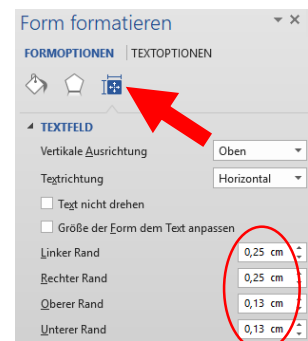 Form formatieren
FORMOPTIONEN | TEXTOPTIONEN
TEXTFELD
Vertikale Ausrichtung Oben
Textrichtung Horizontal
Text nicht drehen
Größe der Form dem Text anpassen
Linker Rand 0,25 cm
Rechter Rand 0,25 cm
Oberer Rand 0,13 cm
Unterer Rand 0,13 cm